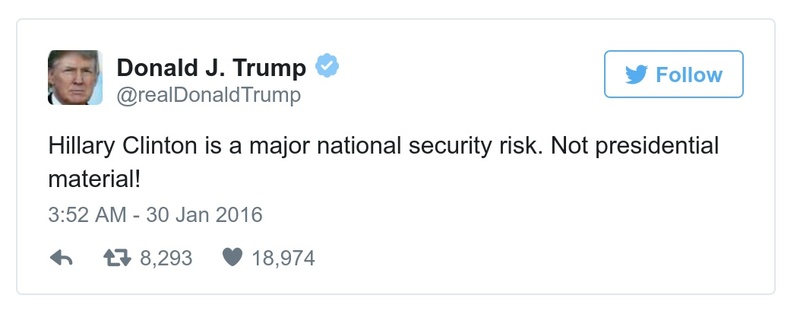 Donald J. Trump
@realDonaldTrump
Follow
Hillary Clinton is a major national security risk. Not presidential
material!
3:52 AM - 30 Jan 2016
8,293 18,974